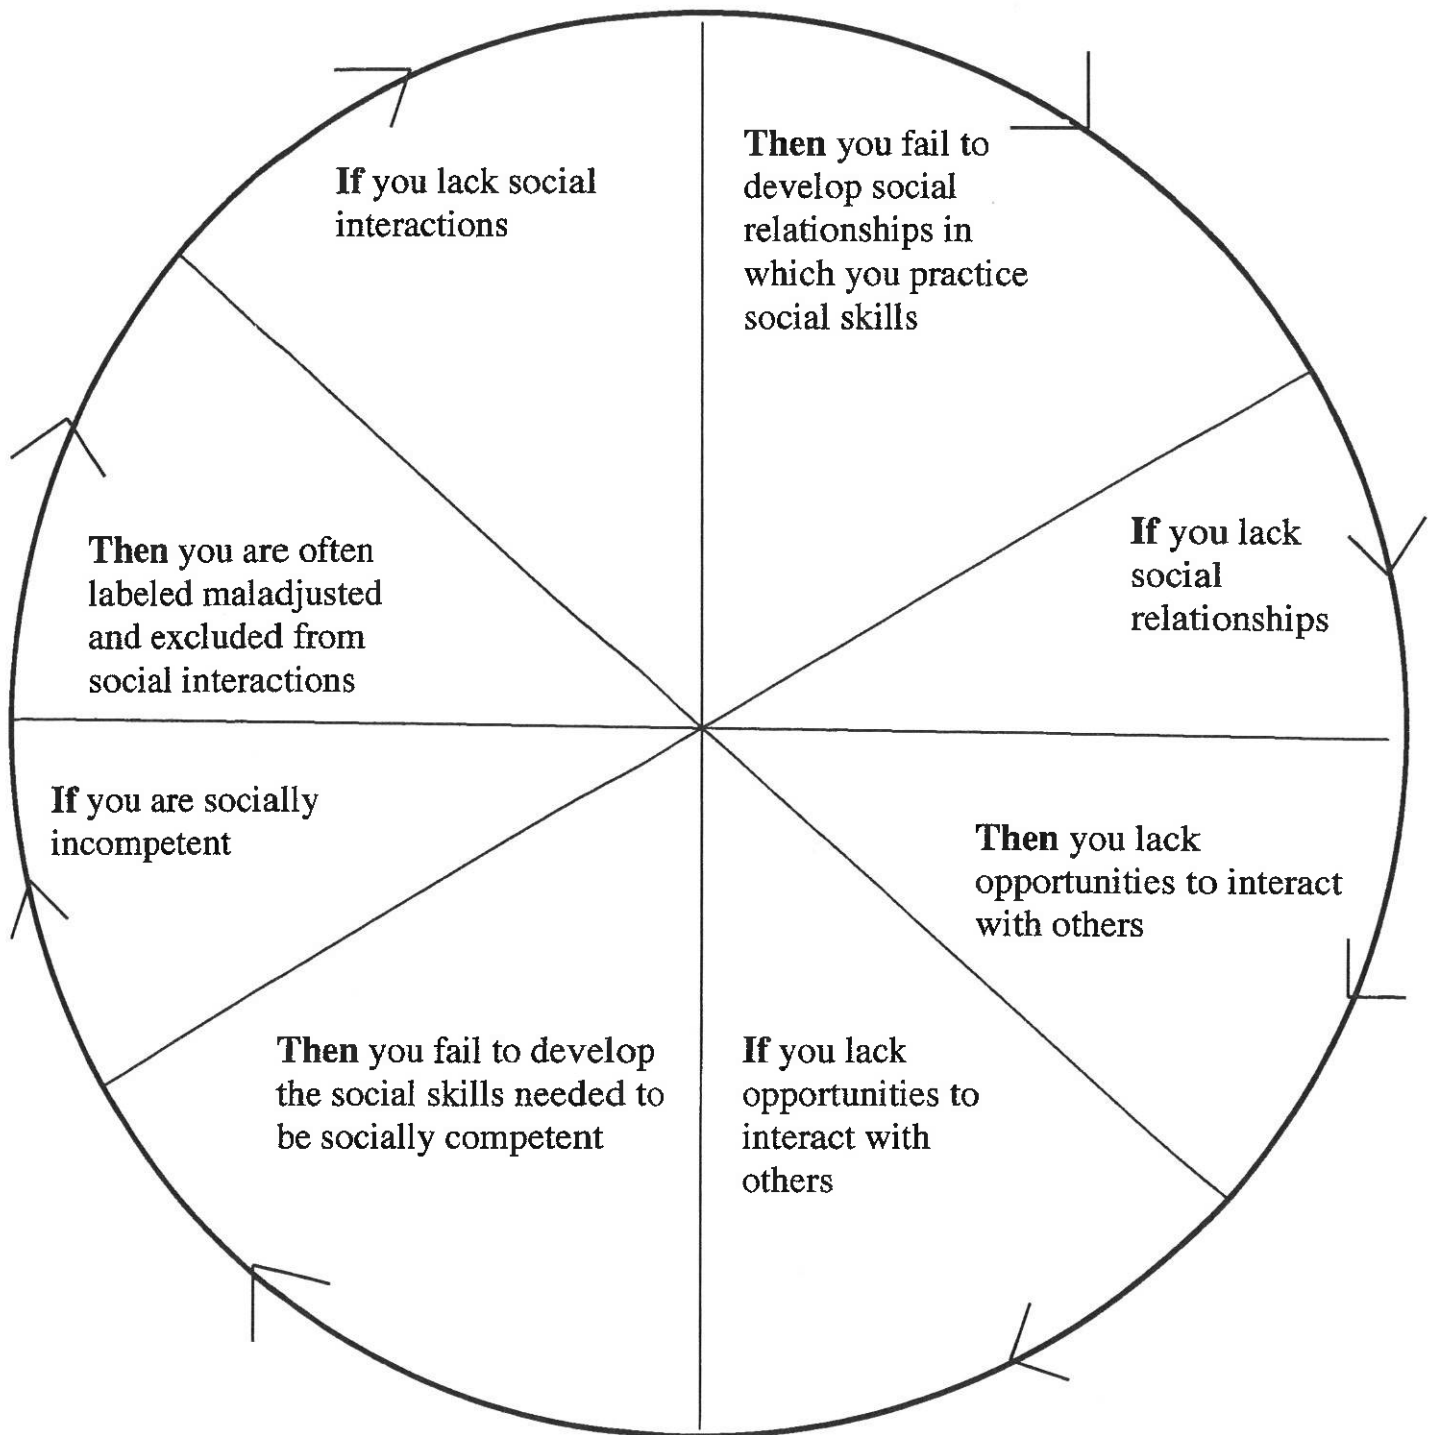 If you lack social
interactions
Then you fail to
develop social
relationships in
which you practice
social skills
If you lack
social
relationships
Then you lack
opportunities to interact
with others
If you lack
opportunities to
interact with
others
Then you fail to develop
the social skills needed to
be socially competent
If you are socially
incompetent
Then you are often
labeled maladjusted
and excluded from
social interactions